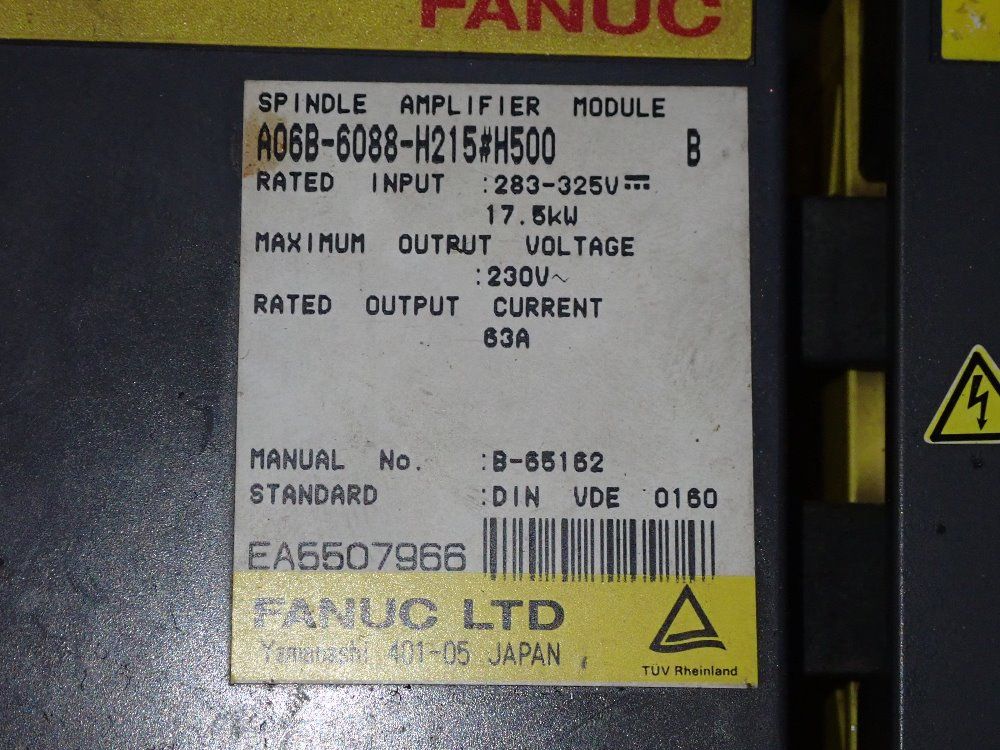 FANUC
SPINDLE AMPLIFIER MODULE
A06B-6088-H215#H500 B
RATED INPUT :283-325V⎓
17.5kW
MAXIMUM OUTPUT VOLTAGE
:230V~
RATED OUTPUT CURRENT
63A
MANUAL No. :B-65162
STANDARD :DIN VDE 0160
EA5507966
FANUC LTD
Yamanashi 401-05 JAPAN
TÜV Rheinland